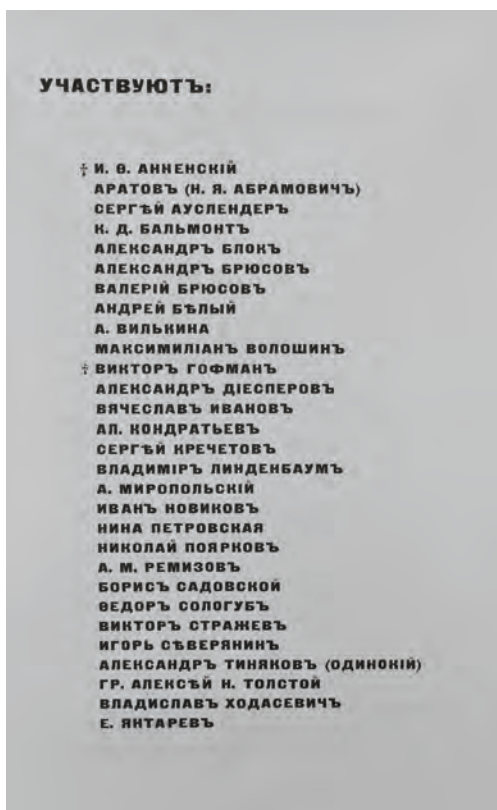 УЧАСТВУЮТЪ:
† И. Ѳ. АННЕНСКІЙ
АРАТОВЪ (Н. Я. АБРАМОВИЧЪ)
СЕРГѢЙ АУСЛЕНДЕРЪ
К. Д. БАЛЬМОНТЪ
АЛЕКСАНДРЪ БЛОКЪ
АЛЕКСАНДРЪ БРЮСОВЪ
ВАЛЕРІЙ БРЮСОВЪ
АНДРЕЙ БѢЛЫЙ
Л. ВИЛЬКИНА
МАКСИМИЛІАНЪ ВОЛОШИНЪ
† ВИКТОРЪ ГОФМАНЪ
АЛЕКСАНДРЪ ДІЕСПЕРОВЪ
ВЯЧЕСЛАВЪ ИВАНОВЪ
АЛ. КОНДРАТЬЕВЪ
СЕРГѢЙ КРЕЧЕТОВЪ
ВЛАДИМІРЪ ЛИНДЕНБАУМЪ
А. МИРОПОЛЬСКІЙ
ИВАНЪ НОВИКОВЪ
НИНА ПЕТРОВСКАЯ
НИКОЛАЙ ПОЯРКОВЪ
А. М. РЕМИЗОВЪ
БОРИСЪ САДОВСКОЙ
ѲЕДОРЪ СОЛОГУБЪ
ВИКТОРЪ СТРАЖЕВЪ
ИГОРЬ СѢВЕРЯНИНЪ
АЛЕКСАНДРЪ ТИНЯКОВЪ (ОДИНОКІЙ)
ГР. АЛЕКСѢЙ Н. ТОЛСТОЙ
ВЛАДИСЛАВЪ ХОДАСЕВИЧЪ
Е. ЯНТАРЕВЪ